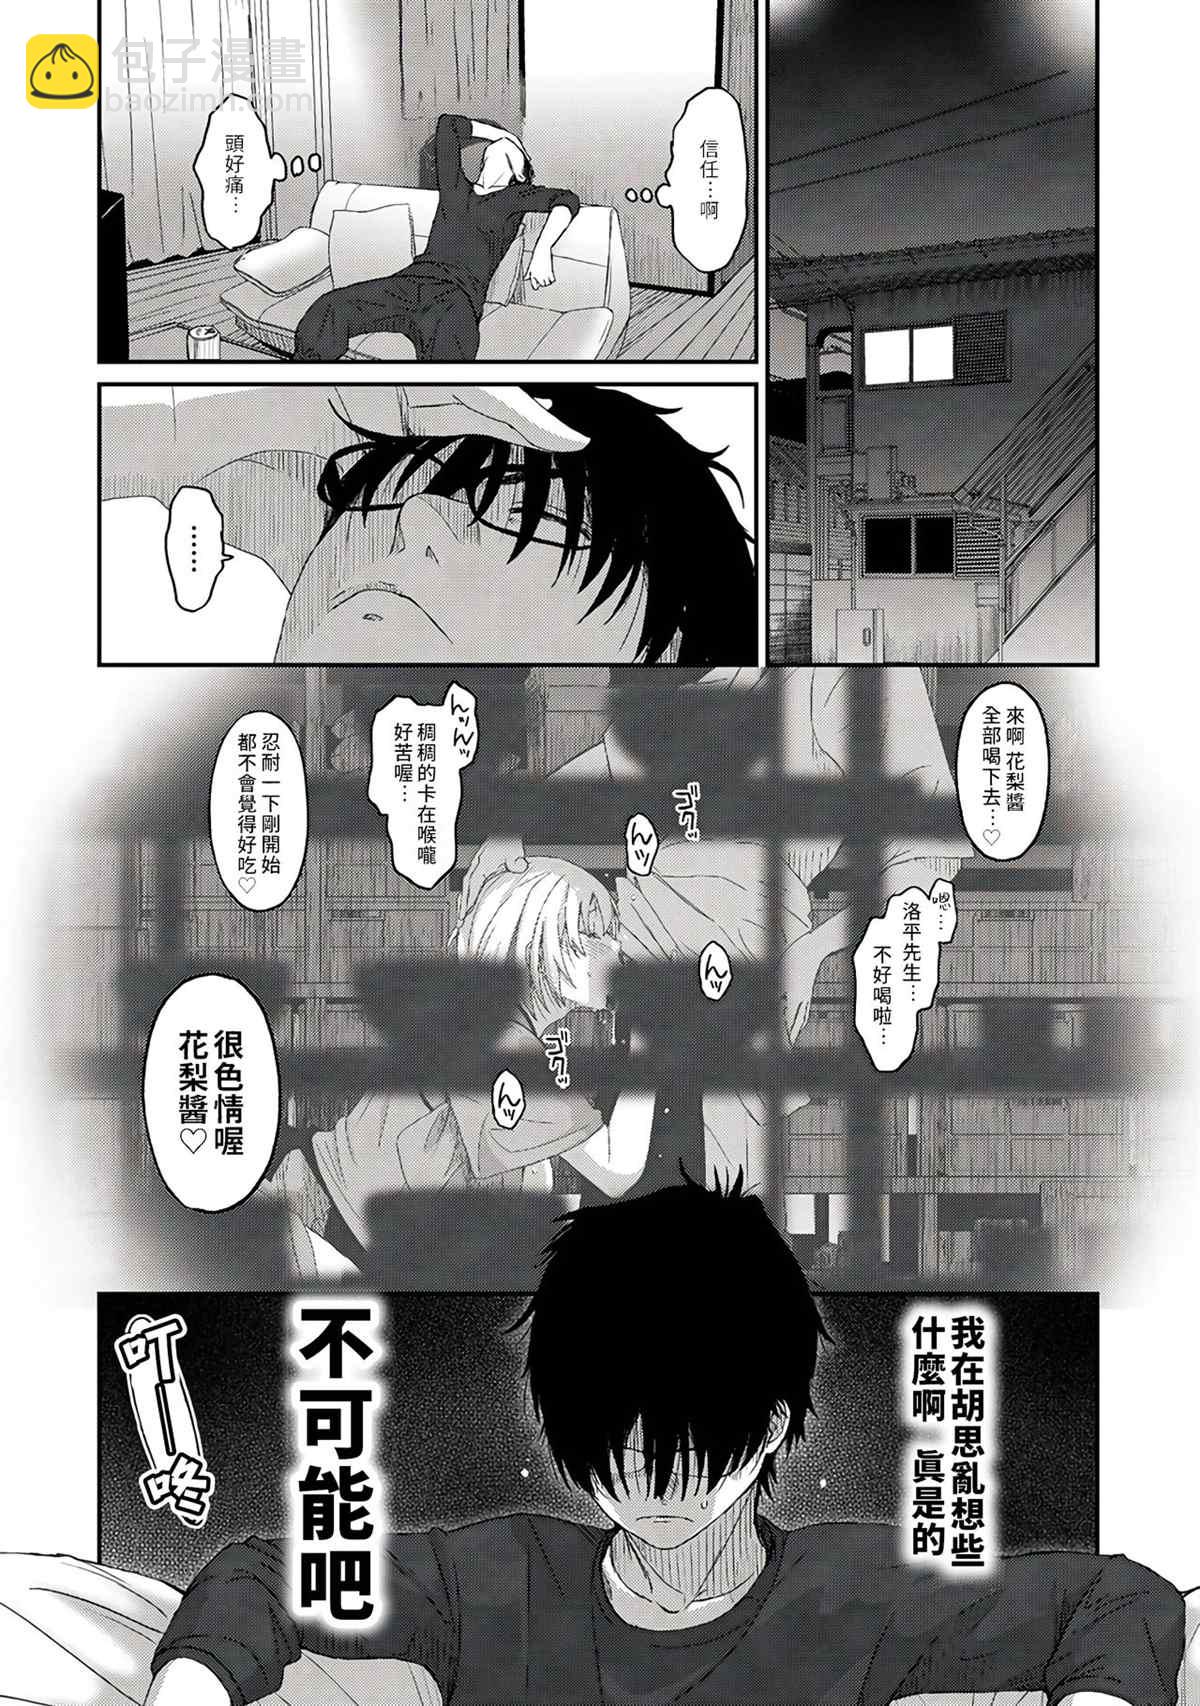 包子漫畫
baozimh.com
信任…啊
頭好痛…
……
來啊 花梨醬
全部喝下去…♡
嗯…
洛平先生…
不好喝啦…
んッ
ゴク
んッ
んッんッ
稠稠的卡在喉嚨
好苦喔…
忍耐一下剛開始
都不會覺得好吃♡
ゴク
んッ
很色情喔
花梨醬♡
我在胡思亂想些
什麼啊 真是的
不可能吧
叮一咚